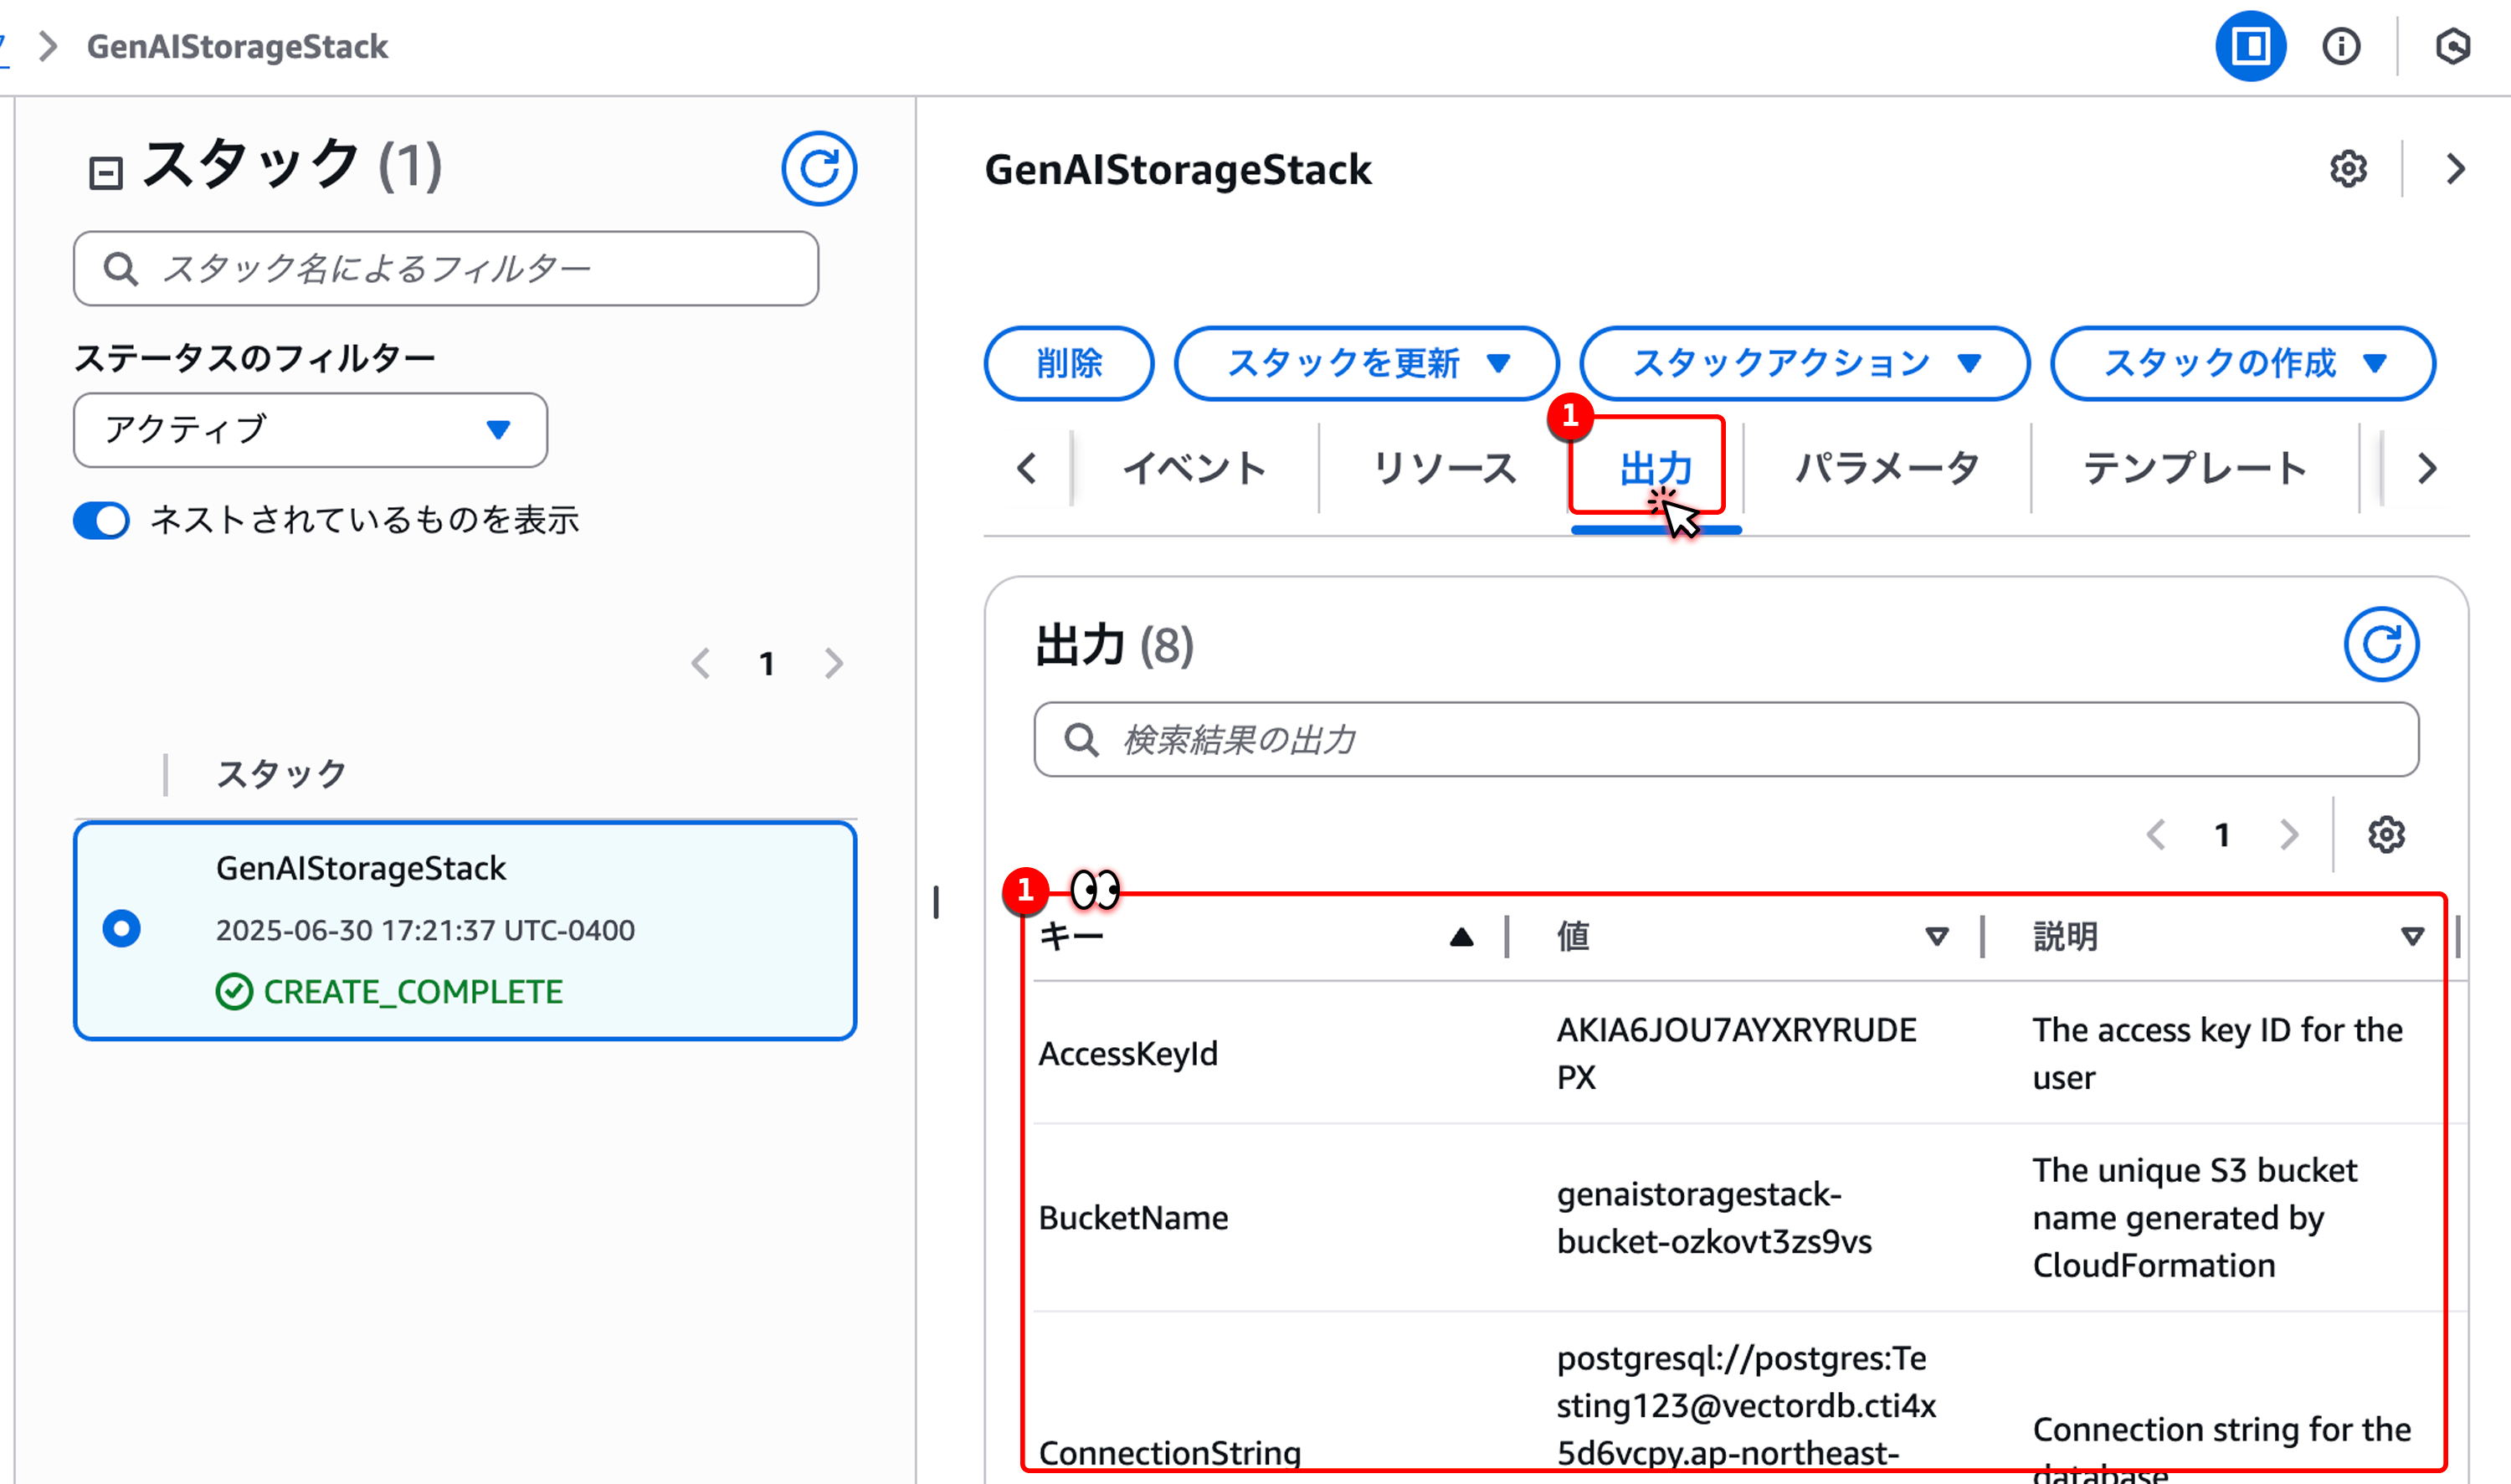 GenAIStorageStack
スタック (1)
スタック名によるフィルター
ステータスのフィルター
アクティブ
ネストされているものを表示
1
スタック
GenAIStorageStack
2025-06-30 17:21:37 UTC-0400
CREATE_COMPLETE
GenAIStorageStack
削除
スタックを更新
スタックアクション
スタックの作成
1
イベント
リソース
出力
パラメータ
テンプレート
出力 (8)
検索結果の出力
1
1
キー
値
説明
AccessKeyId
AKIA6JOU7AYXRYRUDE
PX
The access key ID for the
user
BucketName
genaistoragestack-
bucket-ozkovt3zs9vs
The unique S3 bucket
name generated by
CloudFormation
ConnectionString
postgresql://postgres:Te
sting123@vectordb.cti4x
5d6vcpy.ap-northeast-
Connection string for the
database